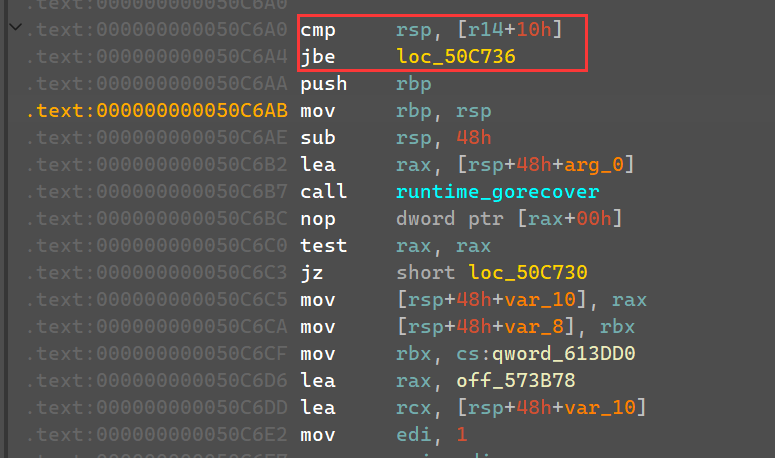 .text:000000000050C6A0
.text:000000000050C6A0 cmp rsp, [r14+10h]
.text:000000000050C6A4 jbe loc_50C736
.text:000000000050C6AA push rbp
.text:000000000050C6AB mov rbp, rsp
.text:000000000050C6AE sub rsp, 48h
.text:000000000050C6B2 lea rax, [rsp+48h+arg_0]
.text:000000000050C6B7 call runtime_gorecover
.text:000000000050C6BC nop dword ptr [rax+00h]
.text:000000000050C6C0 test rax, rax
.text:000000000050C6C3 jz short loc_50C730
.text:000000000050C6C5 mov [rsp+48h+var_10], rax
.text:000000000050C6CA mov [rsp+48h+var_8], rbx
.text:000000000050C6CF mov rbx, cs:qword_613DD0
.text:000000000050C6D6 lea rax, off_573B78
.text:000000000050C6DD lea rcx, [rsp+48h+var_10]
.text:000000000050C6E2 mov edi, 1